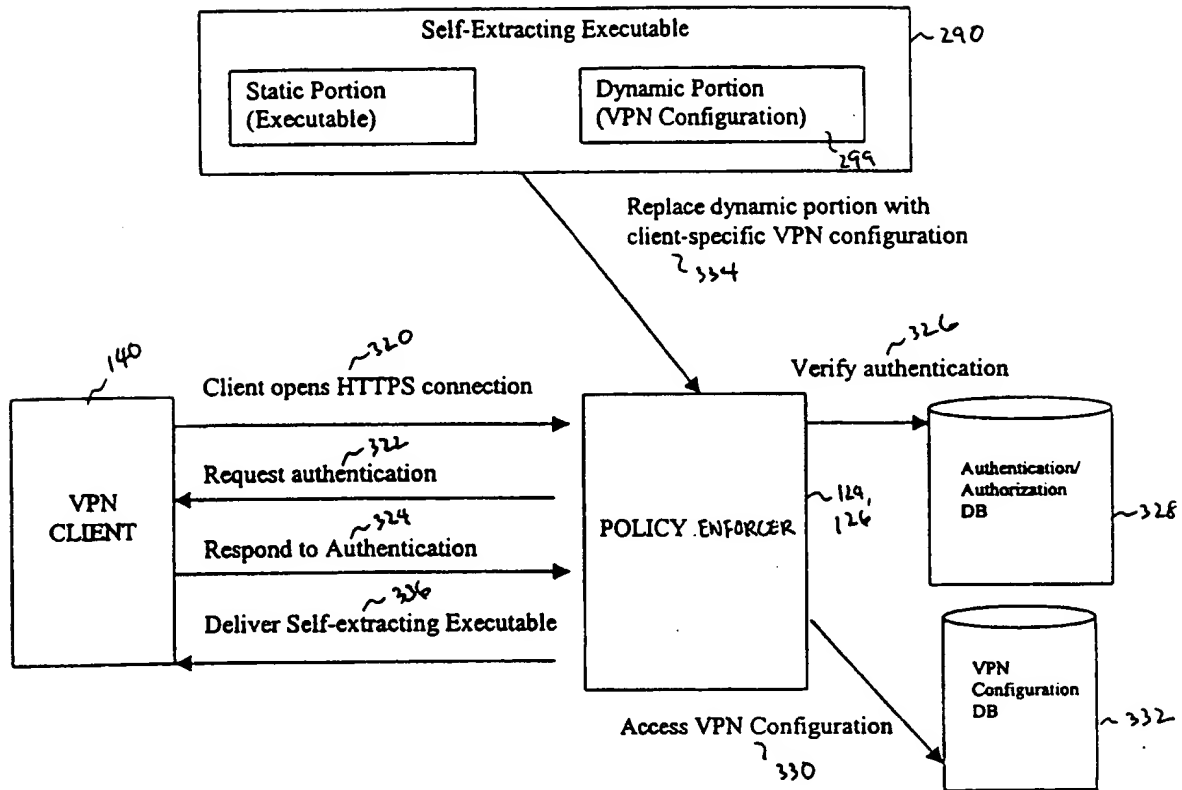 Self-Extracting Executable
290
Static Portion
(Executable)
Dynamic Portion
(VPN Configuration)
299
Replace dynamic portion with
client-specific VPN configuration
334
326
Verify authentication
140
320
Client opens HTTPS connection
322
Request authentication
VPN
CLIENT
324
Respond to Authentication
336
Deliver Self-extracting Executable
POLICY ENFORCER
124,
126
Authentication/
Authorization
DB
328
VPN
Configuration
DB
332
Access VPN Configuration
330